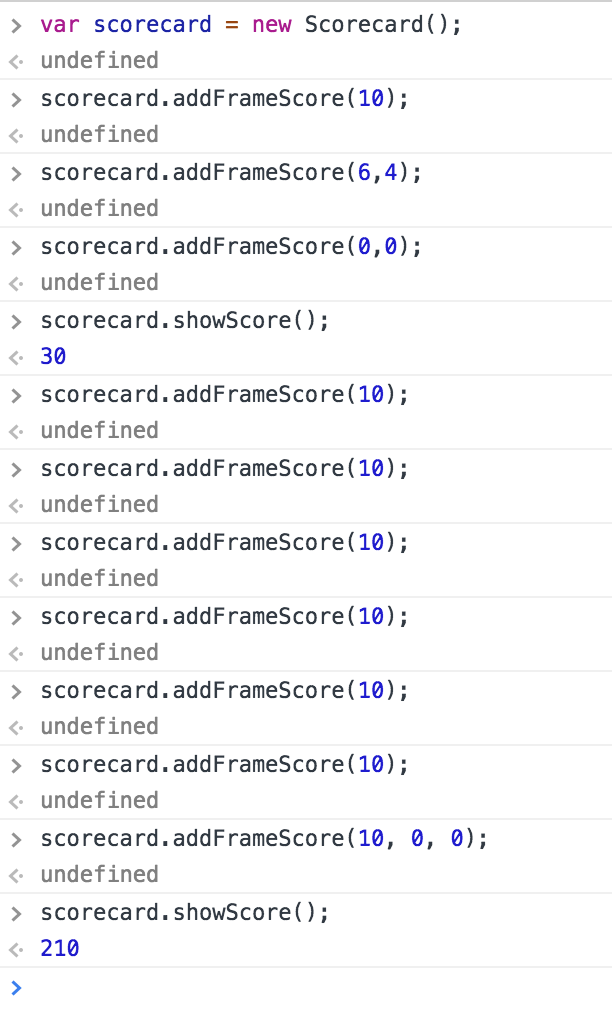 > var scorecard = new Scorecard();
<· undefined
> scorecard.addFrameScore(10);
<· undefined
> scorecard.addFrameScore(6,4);
<· undefined
> scorecard.addFrameScore(0,0);
<· undefined
> scorecard.showScore();
<· 30
> scorecard.addFrameScore(10);
<· undefined
> scorecard.addFrameScore(10);
<· undefined
> scorecard.addFrameScore(10);
<· undefined
> scorecard.addFrameScore(10);
<· undefined
> scorecard.addFrameScore(10);
<· undefined
> scorecard.addFrameScore(10);
<· undefined
> scorecard.addFrameScore(10, 0, 0);
<· undefined
> scorecard.showScore();
<· 210
>